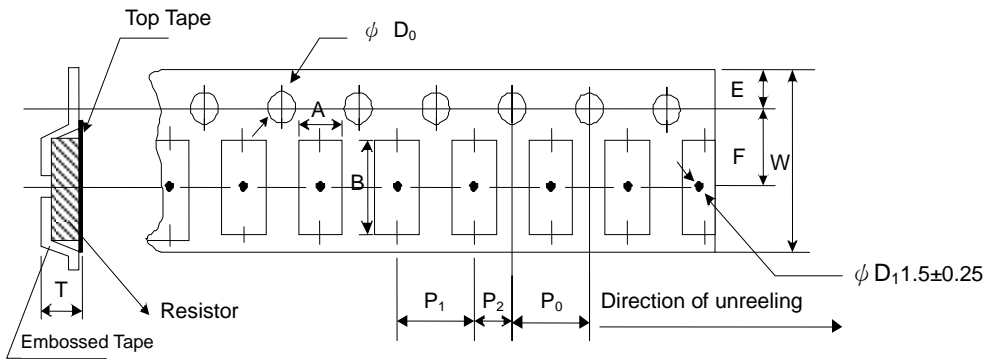 Top Tape
ϕ D₀
E
A
F
W
B
ϕ D₁ 1.5±0.25
T
P₁
P₂
P₀
Direction of unreeling
Resistor
Embossed Tape